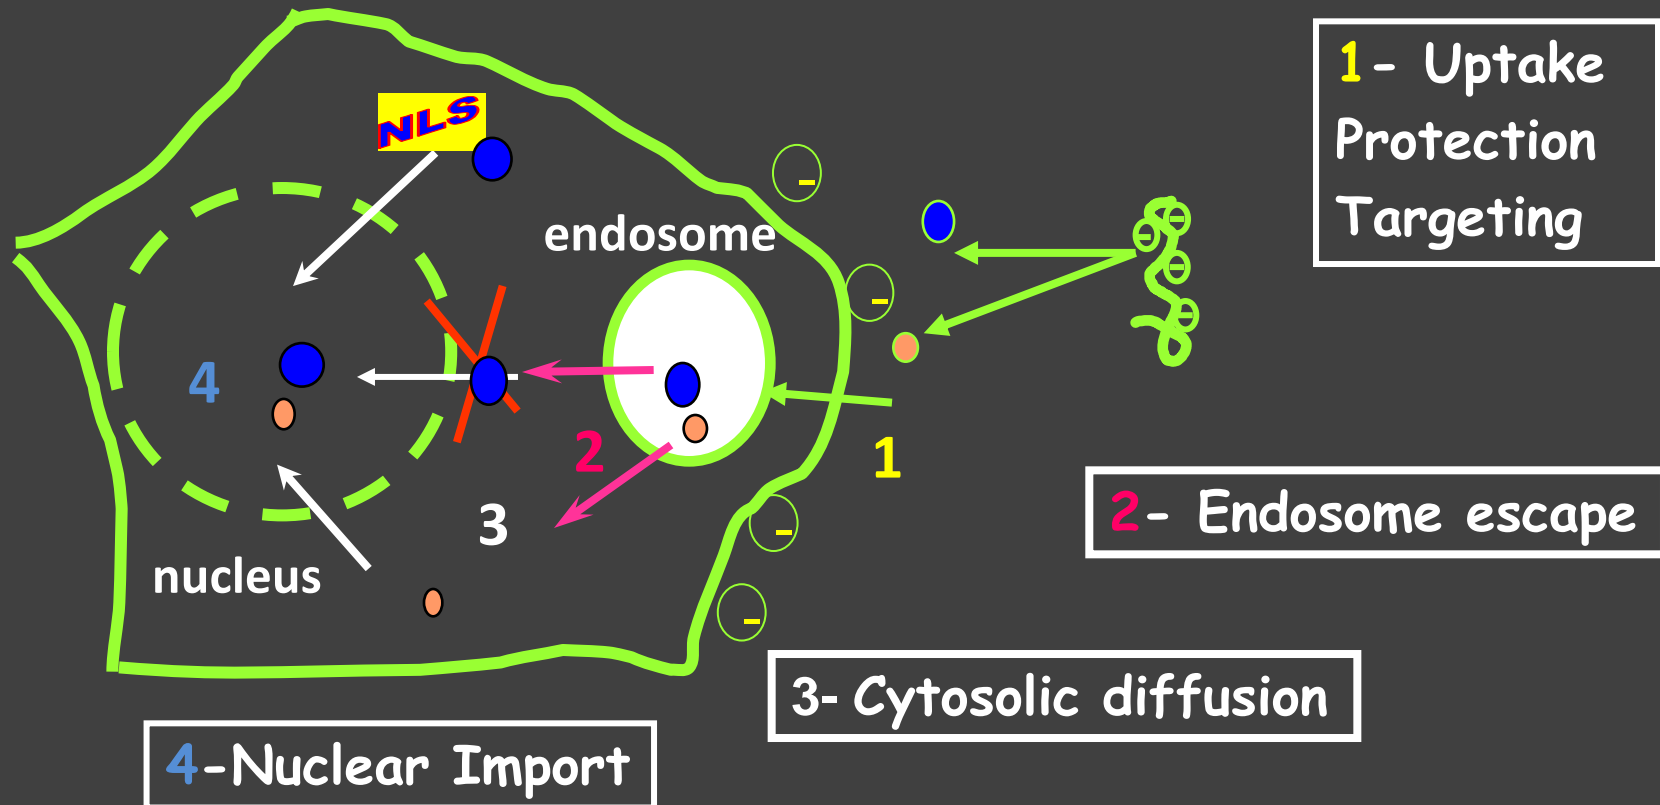 NLS
endosome
4
2
1
3
nucleus
1- Uptake
Protection
Targeting
2- Endosome escape
3- Cytosolic diffusion
4-Nuclear Import